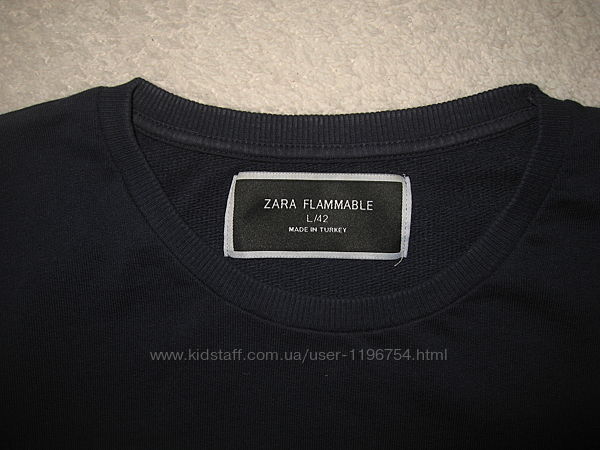 ZARA FLAMMABLE
L/42
MADE IN TURKEY
www.kidstaff.com.ua/user-1196754.html